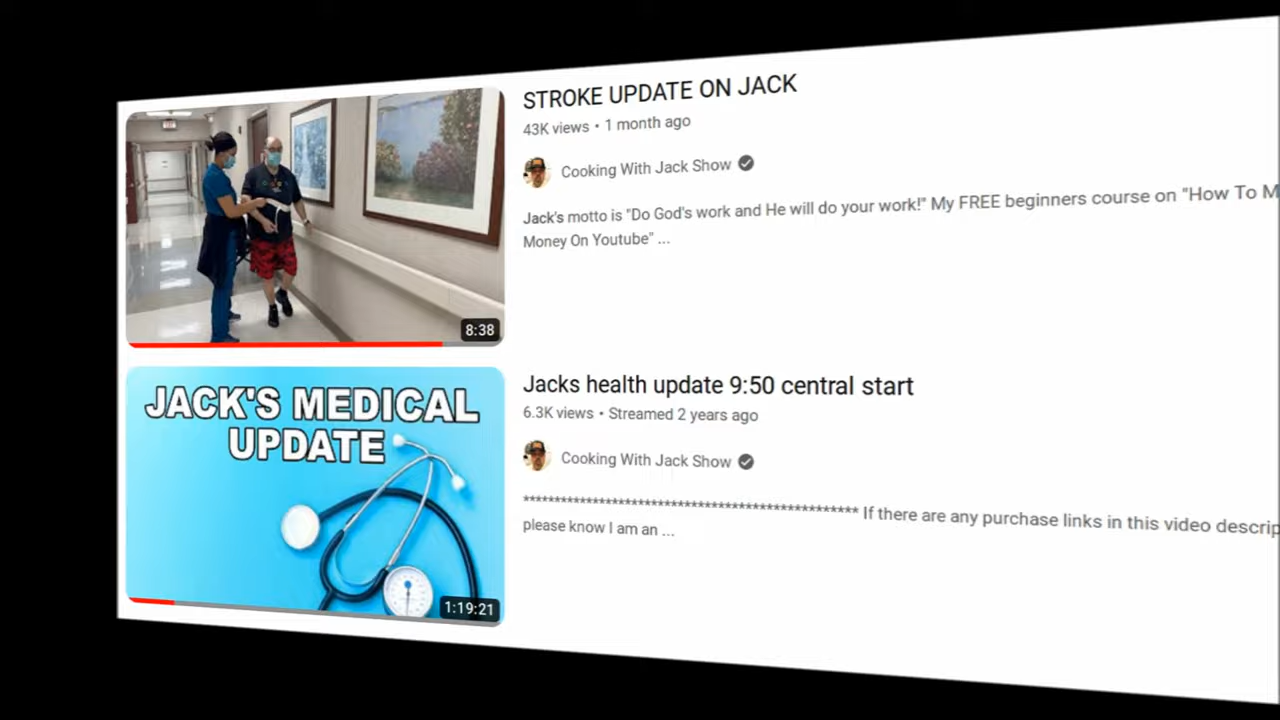 STROKE UPDATE ON JACK
43K views • 1 month ago
Cooking With Jack Show
Jack's motto is "Do God's work and He will do your work!" My FREE beginners course on "How To M
Money On Youtube" ...
8:38
JACK'S MEDICAL
UPDATE
1:19:21
Jacks health update 9:50 central start
6.3K views • Streamed 2 years ago
Cooking With Jack Show
***************************************************** If there are any purchase links in this video descrip
please know I am an ...